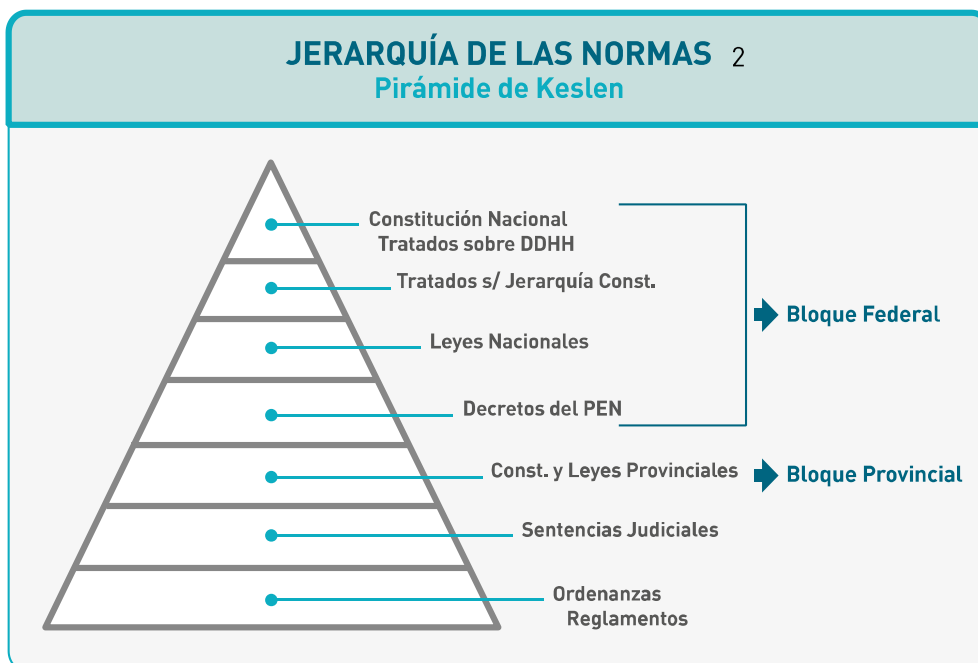 JERARQUÍA DE LAS NORMAS 2
Pirámide de Keslen
Constitución Nacional
Tratados sobre DDHH
Tratados s/ Jerarquía Const.
Leyes Nacionales
Decretos del PEN
Bloque Federal
Const. y Leyes Provinciales
Bloque Provincial
Sentencias Judiciales
Ordenanzas
Reglamentos